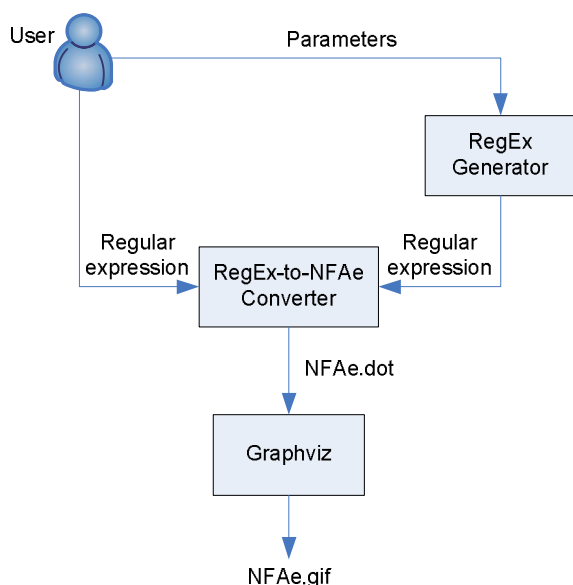 User
Parameters
RegEx
Generator
Regular
expression
Regular
expression
RegEx-to-NFAe
Converter
NFAe.dot
Graphviz
NFAe.gif